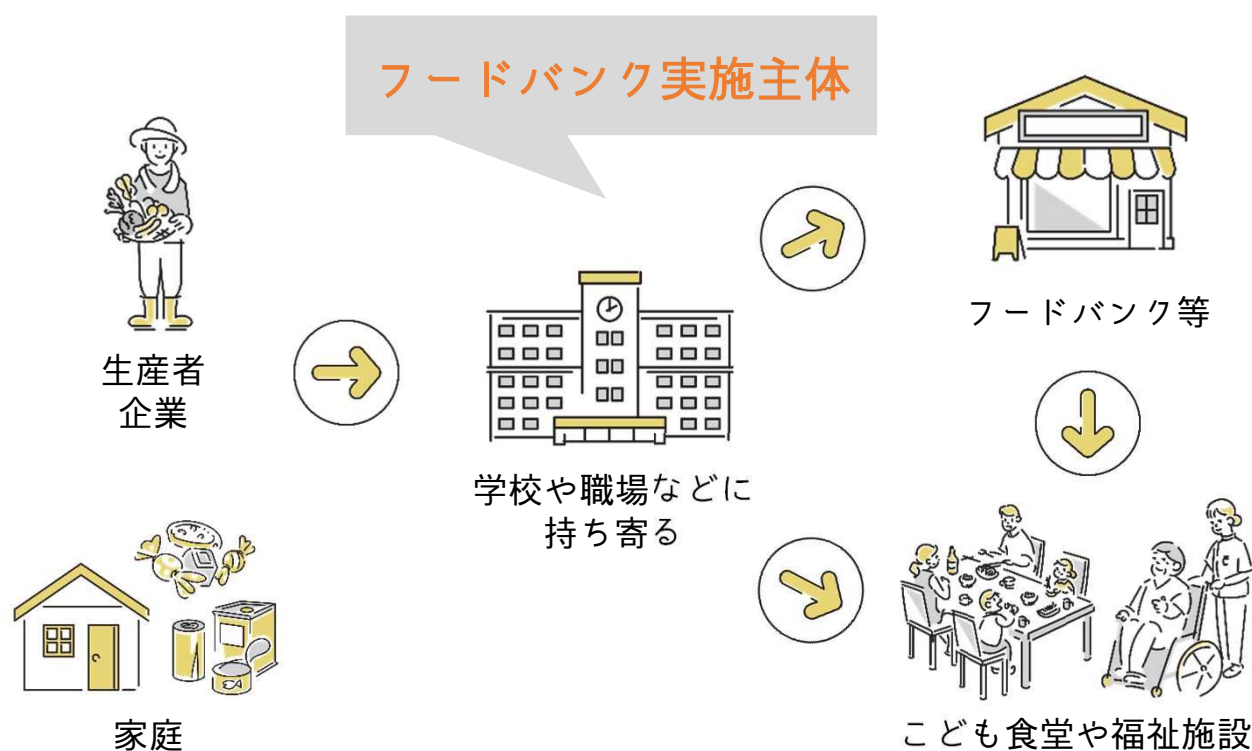 フードバンク実施主体
生産者
企業
家庭
学校や職場などに
持ち寄る
フードバンク等
こども食堂や福祉施設